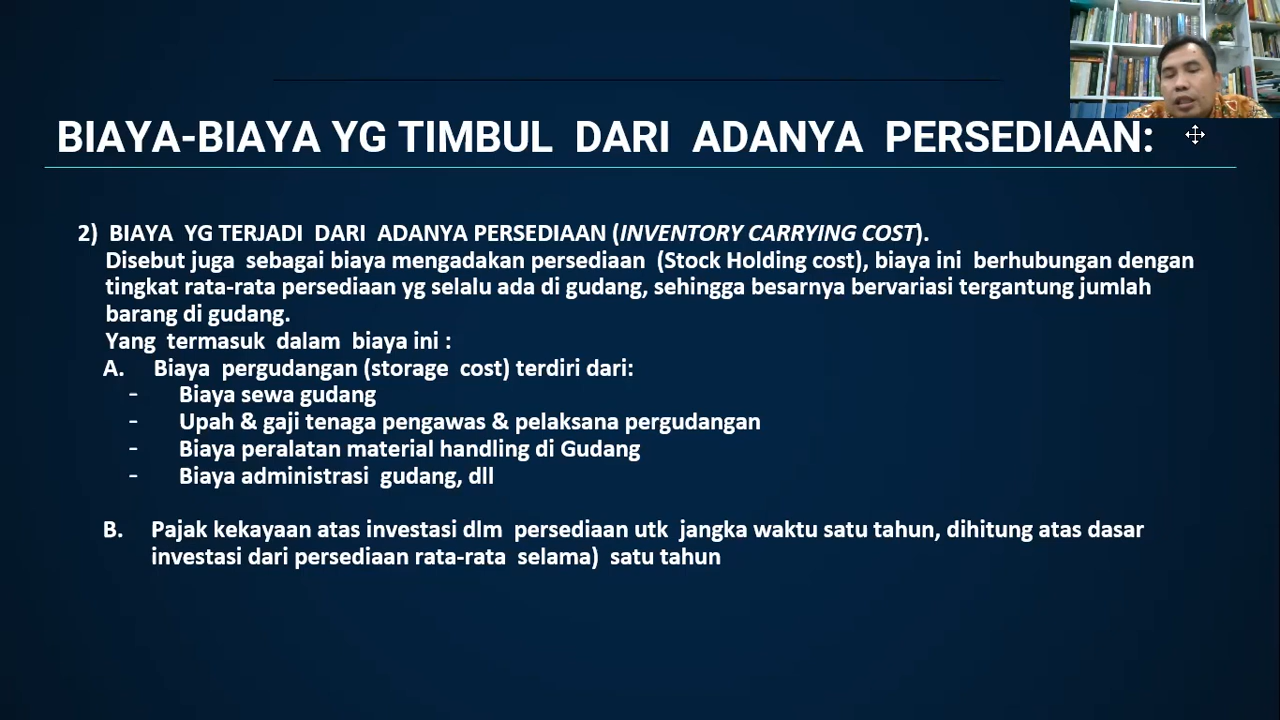 BIAYA-BIAYA YG TIMBUL DARI ADANYA PERSEDIAAN:
2) BIAYA YG TERJADI DARI ADANYA PERSEDIAAN (INVENTORY CARRYING COST).
Disebut juga sebagai biaya mengadakan persediaan (Stock Holding cost), biaya ini berhubungan dengan
tingkat rata-rata persediaan yg selalu ada di gudang, sehingga besarnya bervariasi tergantung jumlah
barang di gudang.
Yang termasuk dalam biaya ini :
A. Biaya pergudangan (storage cost) terdiri dari:
- Biaya sewa gudang
- Upah & gaji tenaga pengawas & pelaksana pergudangan
- Biaya peralatan material handling di Gudang
- Biaya administrasi gudang, dll
B. Pajak kekayaan atas investasi dlm persediaan utk jangka waktu satu tahun, dihitung atas dasar
investasi dari persediaan rata-rata selama) satu tahun